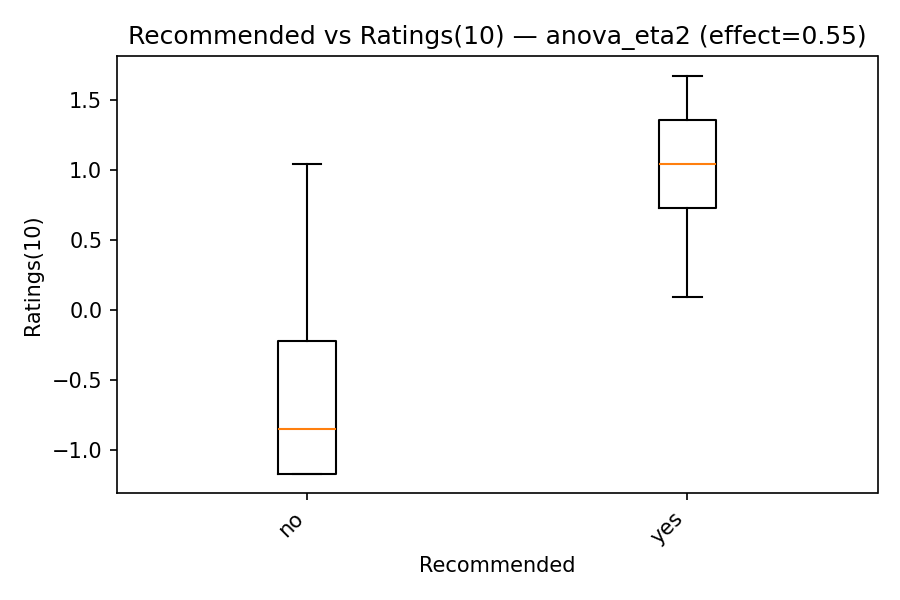 Recommended vs Ratings(10) — anova_eta2 (effect=0.55)
Ratings(10)
1.5
1.0
0.5
0.0
−0.5
−1.0
no
yes
Recommended